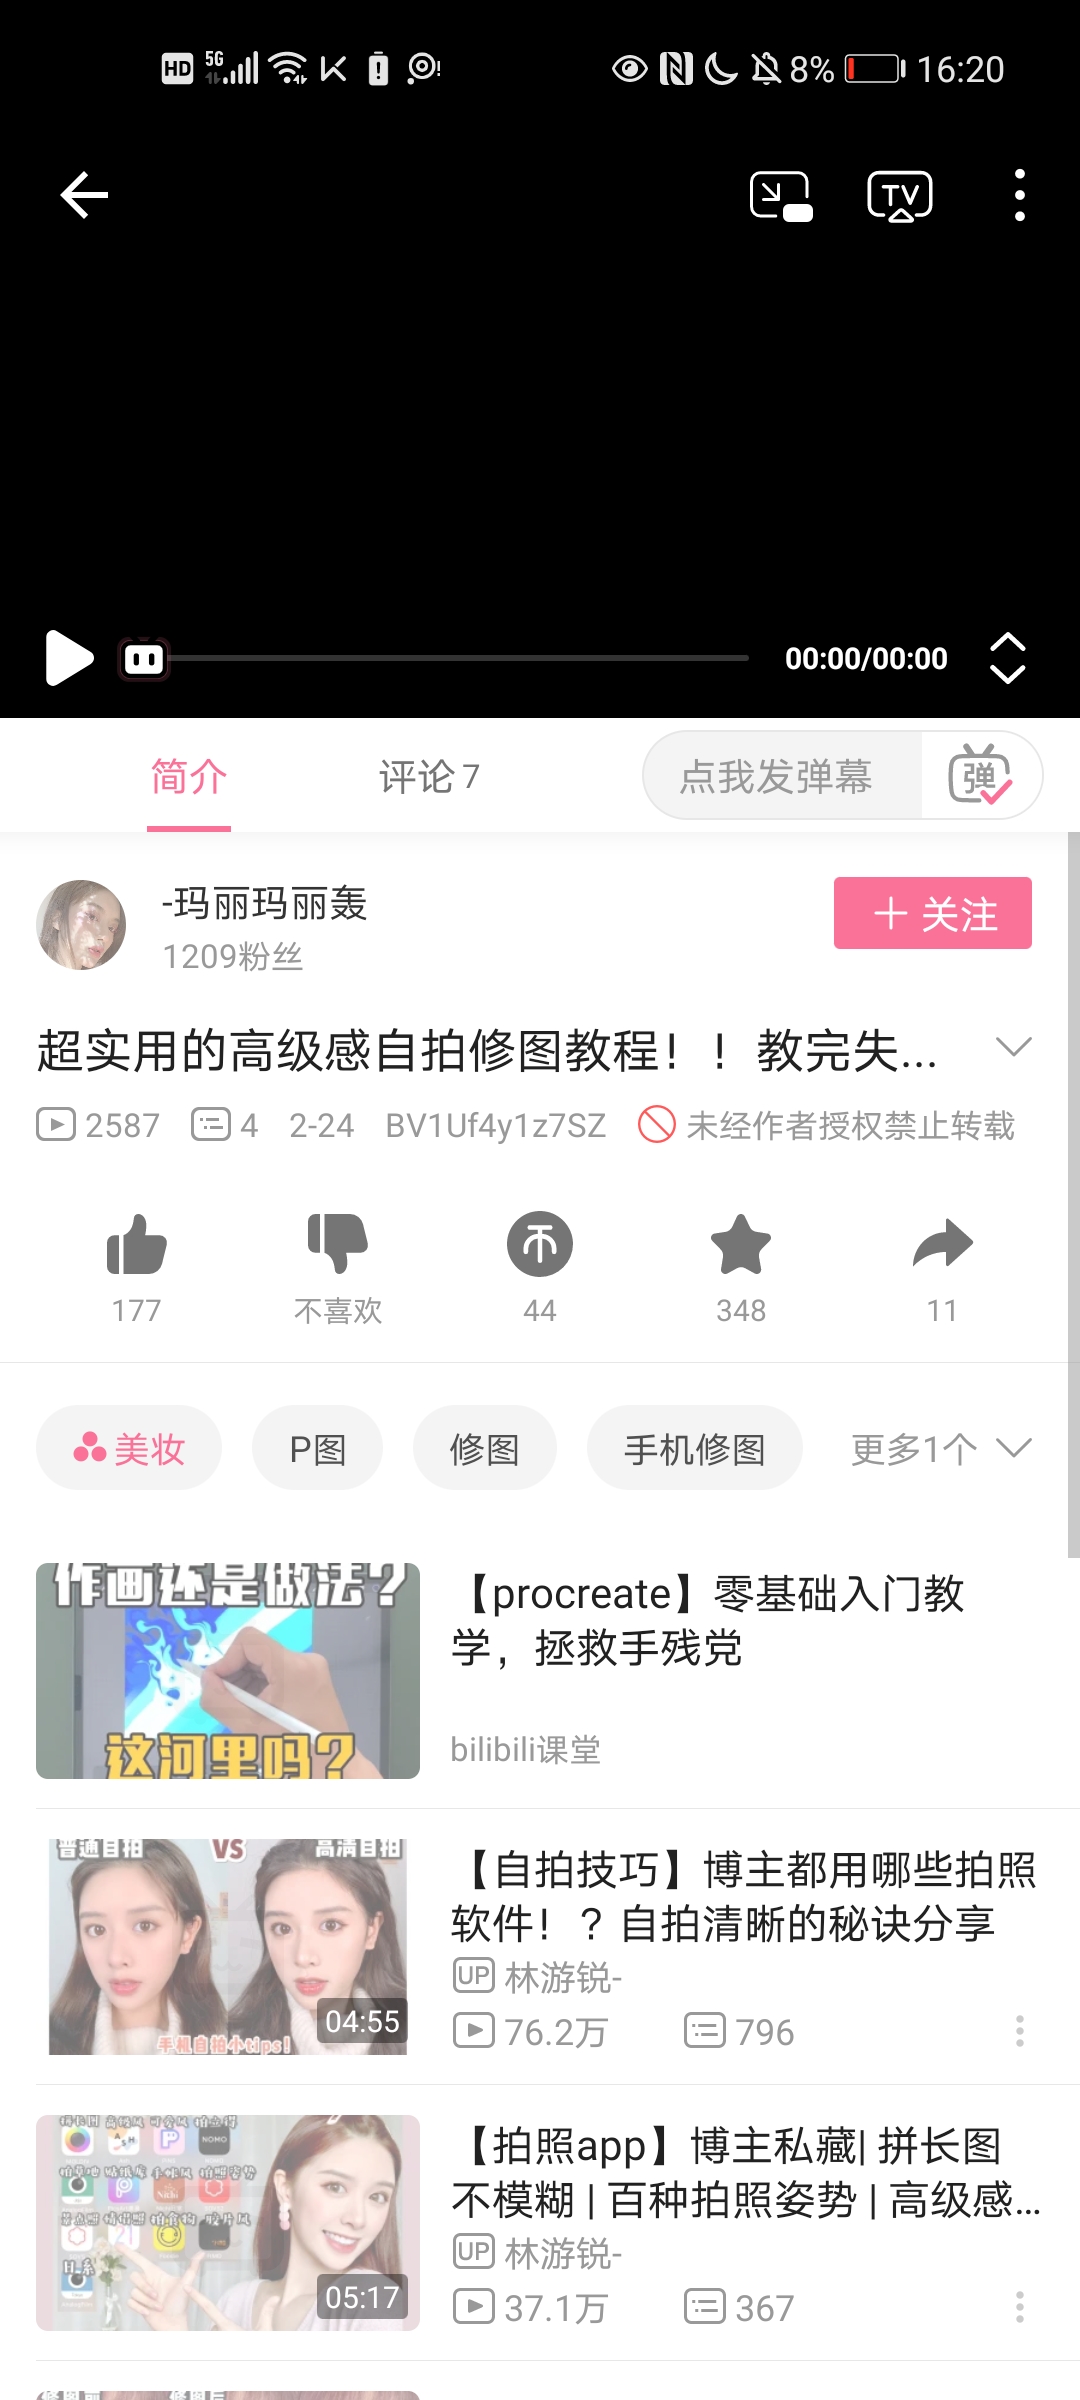 HD 5G 8% 16:20
TV
00:00/00:00
简介 评论 7 点我发弹幕 弹
-玛丽玛丽轰
1209粉丝
关注
超实用的高级感自拍修图教程！！教完失...
2587 4 2-24 BV1Uf4y1z7SZ 未经作者授权禁止转载
177 不喜欢 44 348 11
美妆 P图 修图 手机修图 更多1个
作画还是做法?
这河里吗?
【procreate】零基础入门教
学，拯救手残党
bilibili课堂
普通自拍 VS 高清自拍
手机自拍小tips!
04:55
【自拍技巧】博主都用哪些拍照
软件！？自拍清晰的秘诀分享
UP 林游锐-
76.2万 796
NOMO
日系
05:17
【拍照app】博主私藏| 拼长图
不模糊 | 百种拍照姿势 | 高级感...
UP 林游锐-
37.1万 367